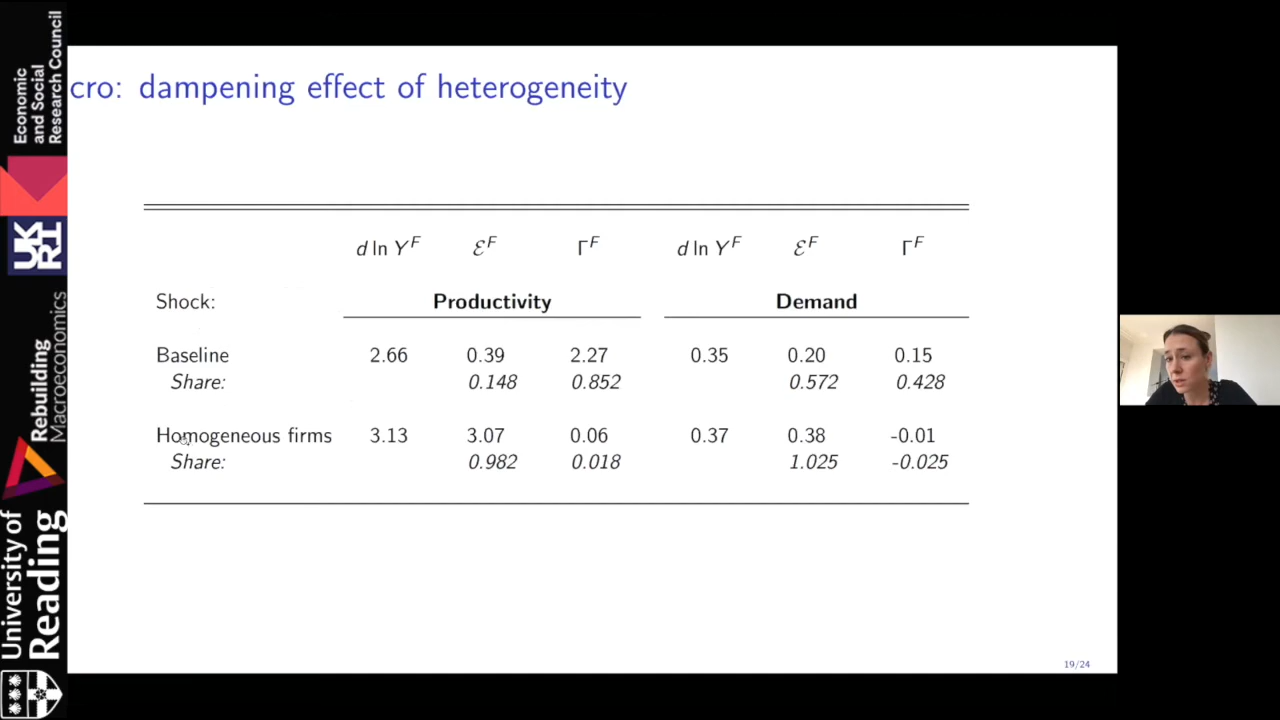 Economic
and Social
Research Council
UKRI
Rebuilding
Macroeconomics
University of
Reading
cro: dampening effect of heterogeneity
d ln Y^F ℰ^F Γ^F d ln Y^F ℰ^F Γ^F
Shock: Productivity Demand
Baseline 2.66 0.39 2.27 0.35 0.20 0.15
Share: 0.148 0.852 0.572 0.428
Homogeneous firms 3.13 3.07 0.06 0.37 0.38 -0.01
Share: 0.982 0.018 1.025 -0.025
19/24